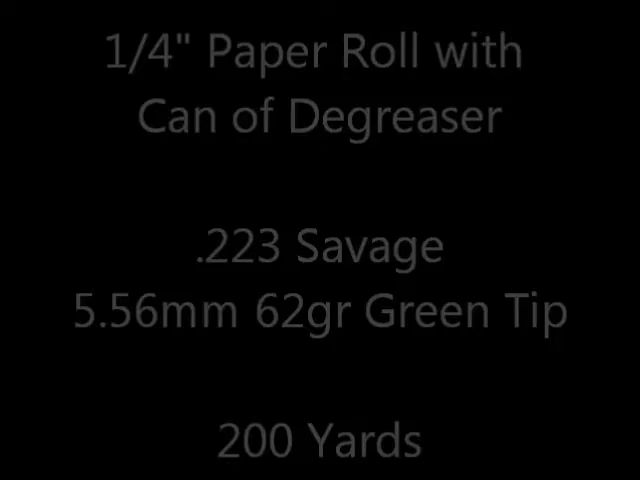 1/4" Paper Roll with
Can of Degreaser
.223 Savage
5.56mm 62gr Green Tip
200 Yards